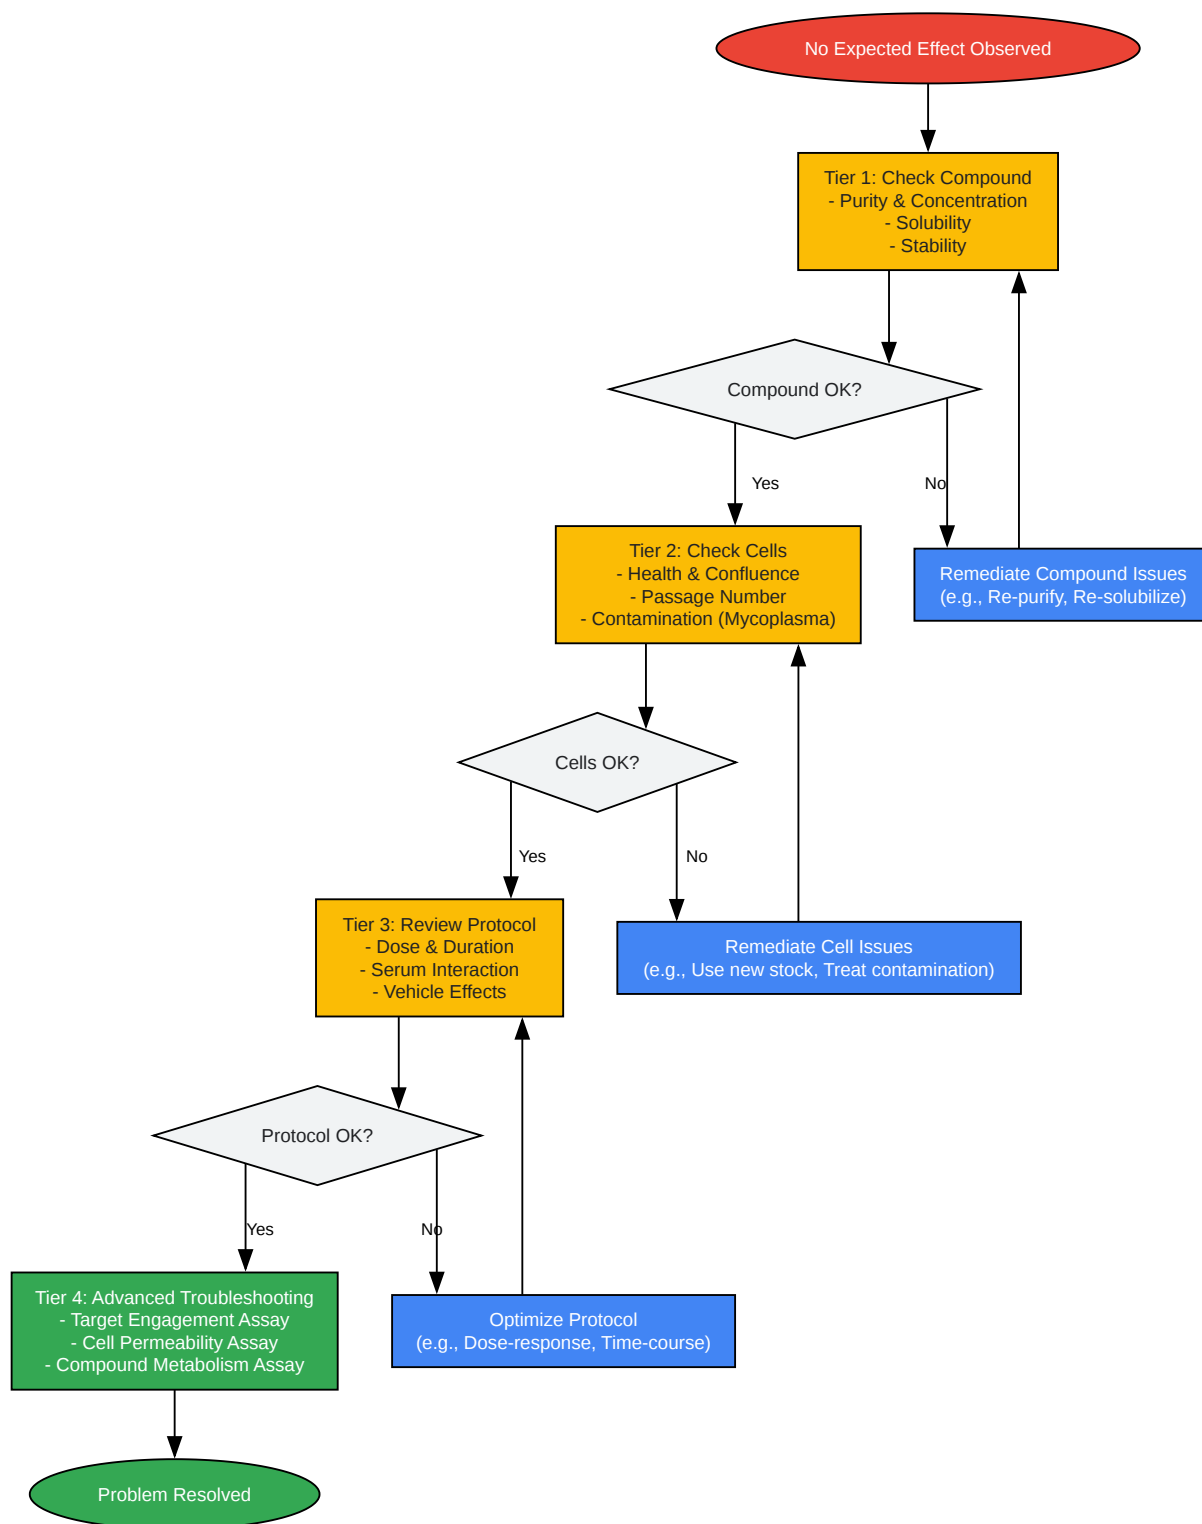 No Expected Effect Observed
Tier 1: Check Compound
- Purity & Concentration
- Solubility
- Stability
Compound OK?
Yes
No
Tier 2: Check Cells
- Health & Confluence
- Passage Number
- Contamination (Mycoplasma)
Remediate Compound Issues
(e.g., Re-purify, Re-solubilize)
Cells OK?
Yes
No
Tier 3: Review Protocol
- Dose & Duration
- Serum Interaction
- Vehicle Effects
Remediate Cell Issues
(e.g., Use new stock, Treat contamination)
Protocol OK?
Yes
No
Tier 4: Advanced Troubleshooting
- Target Engagement Assay
- Cell Permeability Assay
- Compound Metabolism Assay
Optimize Protocol
(e.g., Dose-response, Time-course)
Problem Resolved